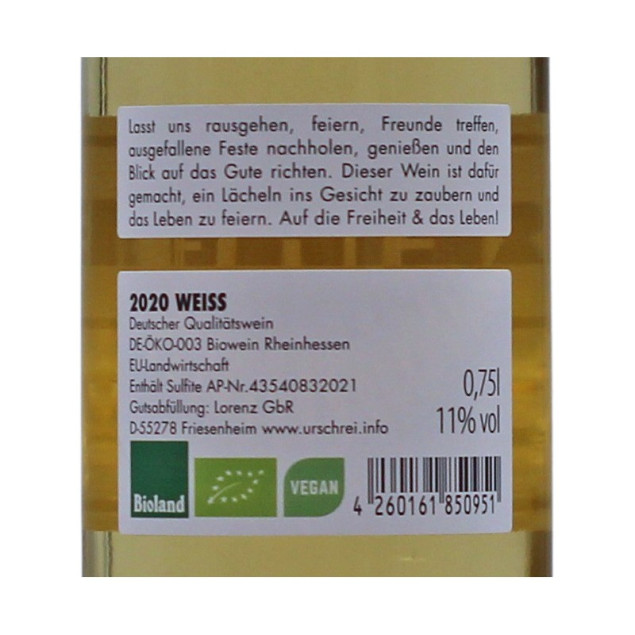 Lasst uns rausgehen, feiern, Freunde treffen,
ausgefallene Feste nachholen, genießen und den
Blick auf das Gute richten. Dieser Wein ist dafür
gemacht, ein Lächeln ins Gesicht zu zaubern und
das Leben zu feiern. Auf die Freiheit & das Leben!
2020 WEISS
Deutscher Qualitätswein
DE-ÖKO-003 Biowein Rheinhessen
EU-Landwirtschaft
Enthält Sulfite AP-Nr.43540832021
Gutsabfüllung: Lorenz GbR
D-55278 Friesenheim www.urschrei.info
0,75l
11% vol
Bioland
VEGAN
4 260161 850951